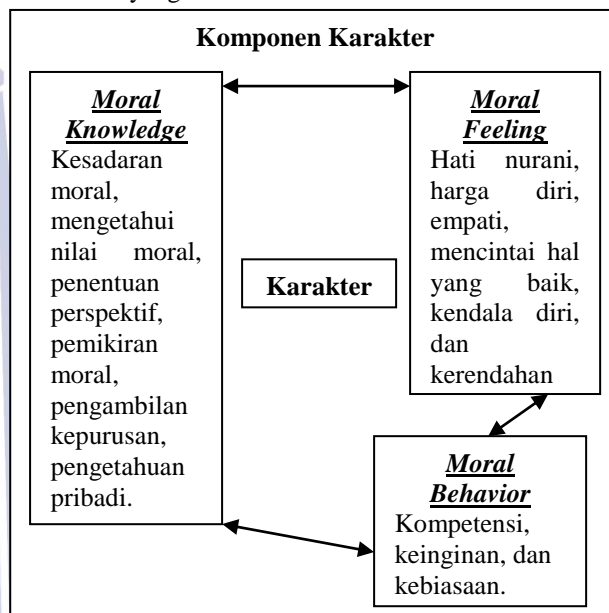 yang
Komponen Karakter
Moral
Knowledge
Kesadaran
moral,
mengetahui
nilai moral,
penentuan
perspektif,
pemikiran
moral,
pengambilan
kepurusan,
pengetahuan
pribadi.
Karakter
Moral
Feeling
Hati nurani,
harga diri,
empati,
mencintai hal
yang baik,
kendala diri,
dan
kerendahan
Moral
Behavior
Kompetensi,
keinginan, dan
kebiasaan.